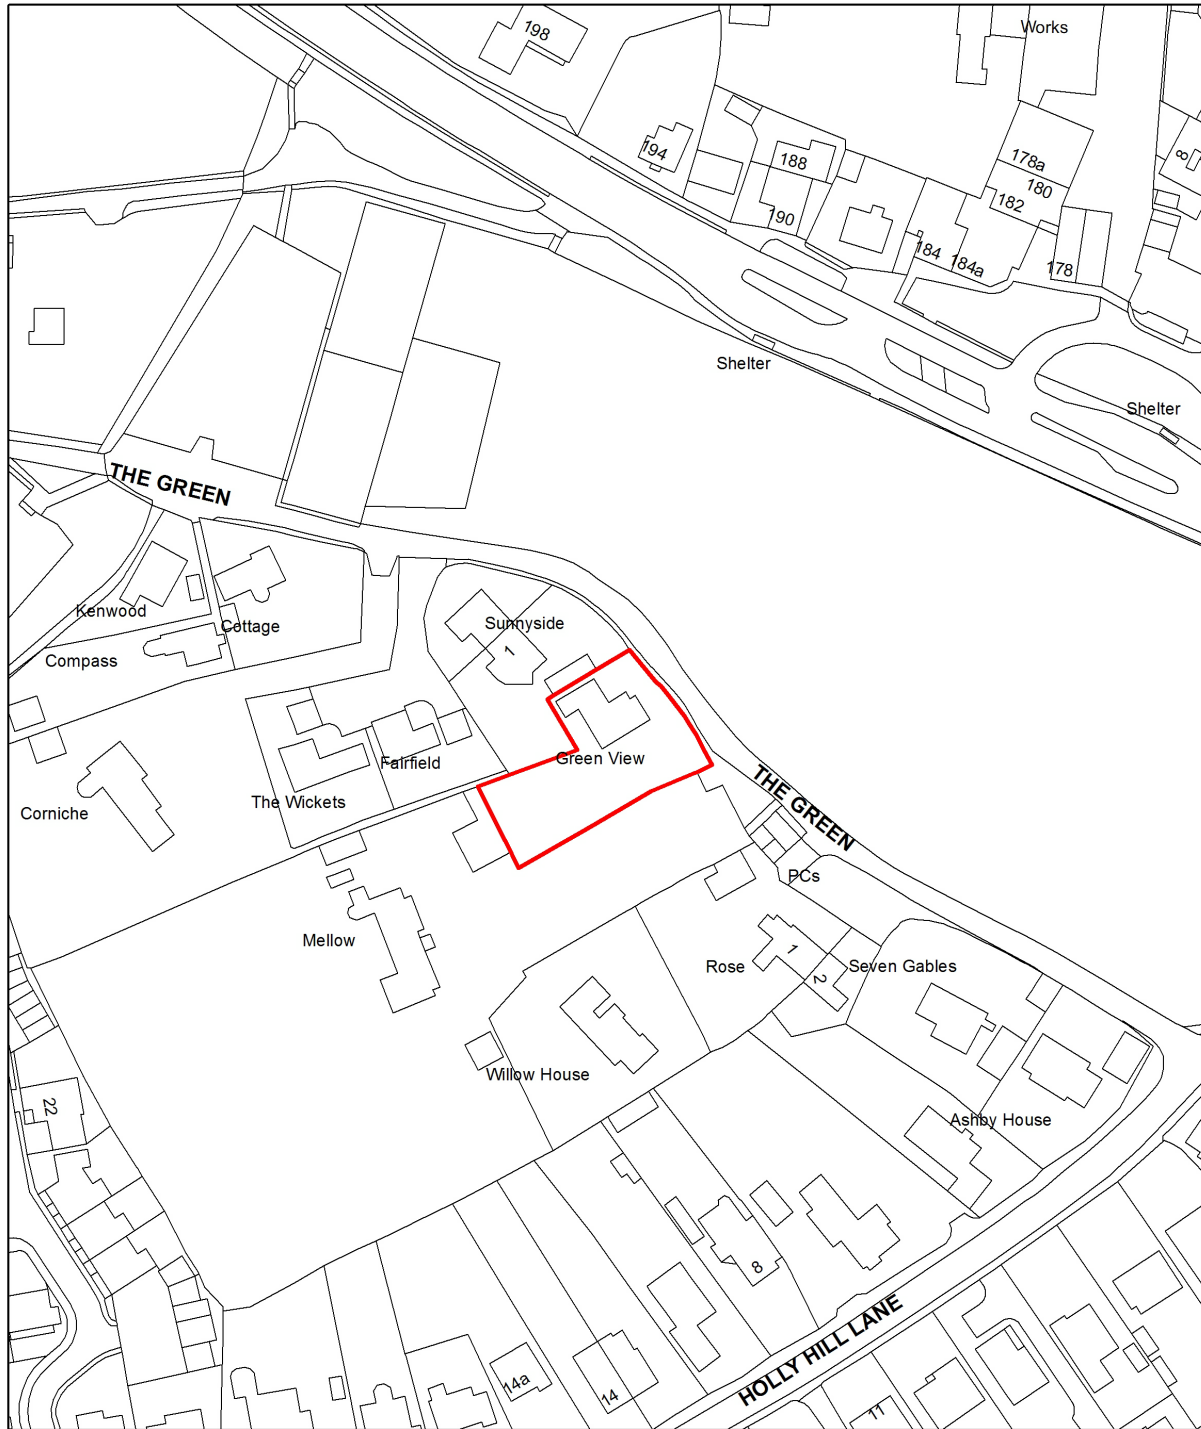 198
Works
194
188
178a
180
182
190
184
184a
178
8
Shelter
Shelter
THE GREEN
Kenwood
Cottage
Compass
Sunnyside
1
Green View
Fairfield
The Wickets
Corniche
THE GREEN
PCs
Mellow
Rose
1
2
Seven Gables
Willow House
Ashby House
22
8
HOLLY HILL LANE
14a
14
11